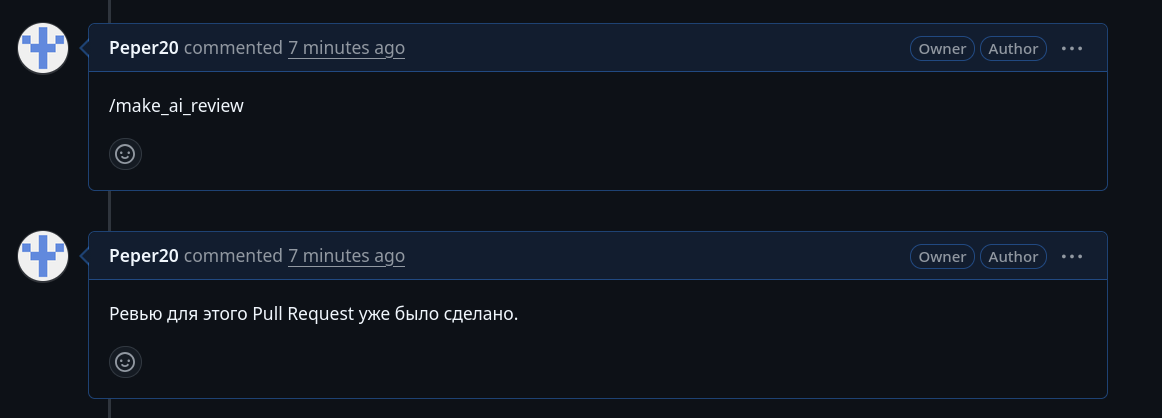 Peper20 commented 7 minutes ago Owner Author
/make_ai_review
Peper20 commented 7 minutes ago Owner Author
Ревью для этого Pull Request уже было сделано.